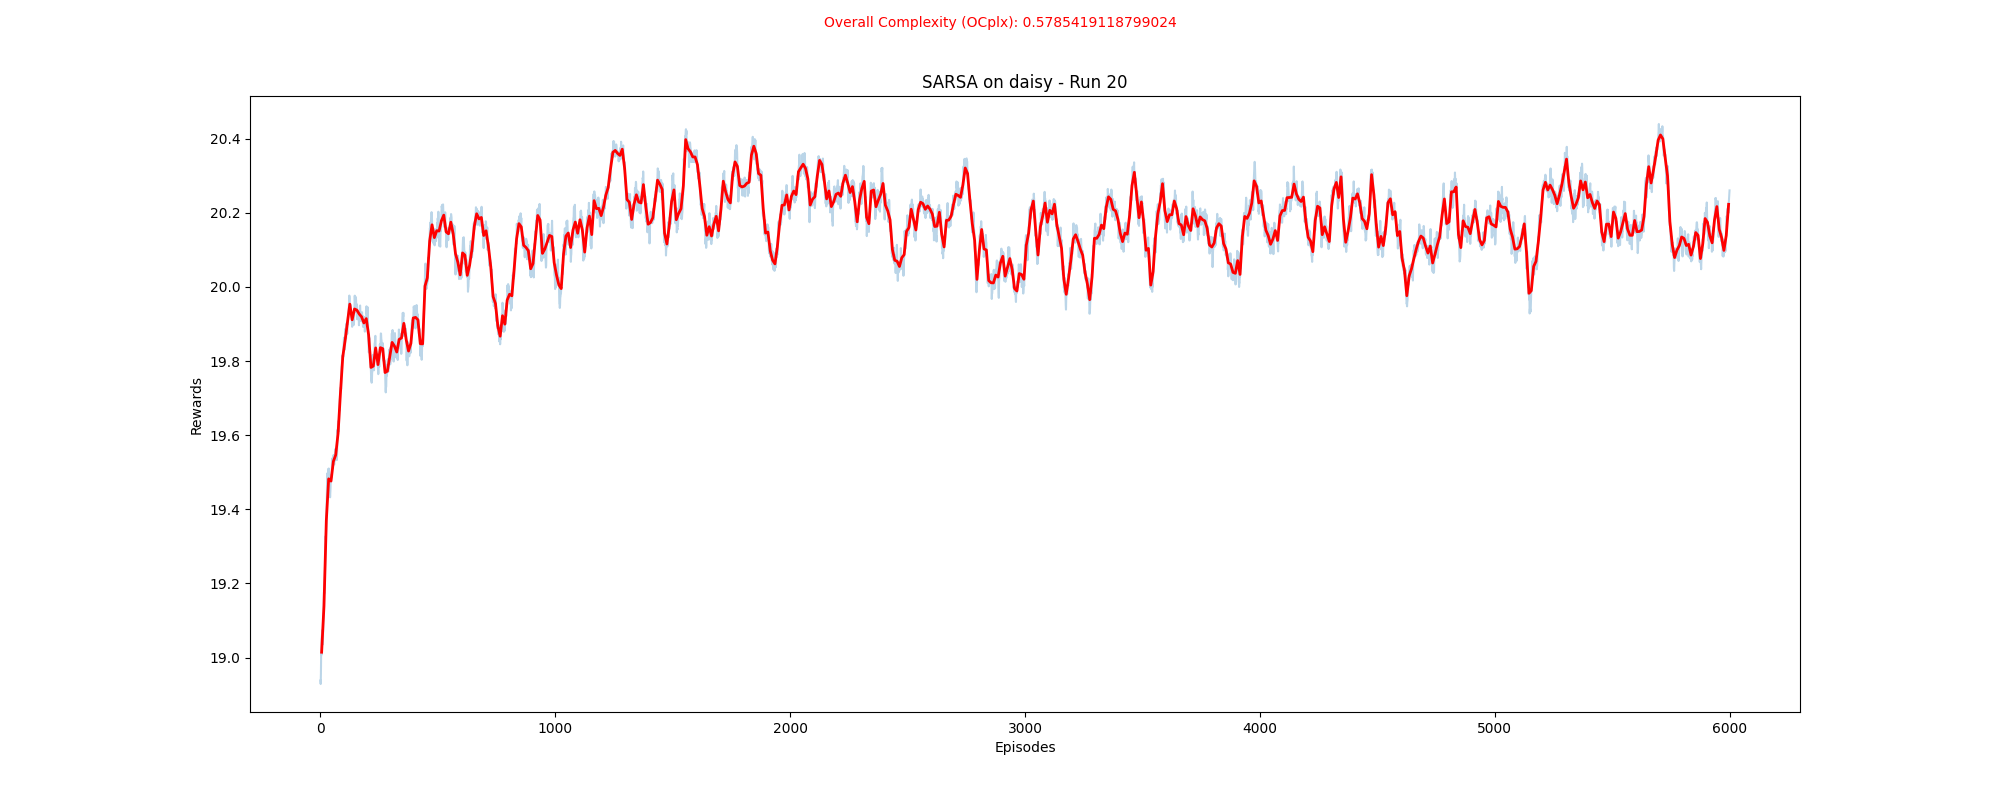 Overall Complexity (OCplx): 0.5785419118799024
SARSA on daisy - Run 20
20.4
20.2
20.0
19.8
19.6
19.4
19.2
19.0
Rewards
0 1000 2000 3000 4000 5000 6000
Episodes